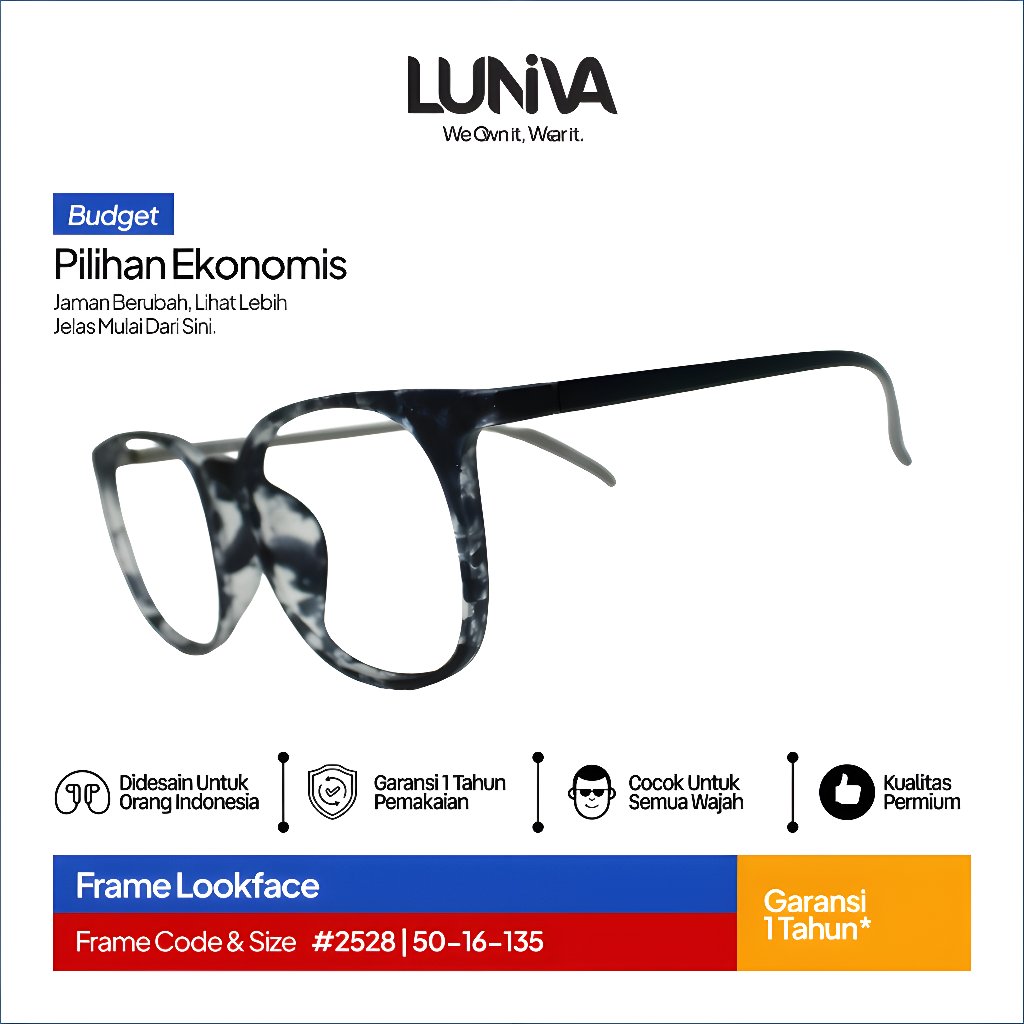 LUNiVA
We Own it, Wear it.
Budget
Pilihan Ekonomis
Jaman Berubah, Lihat Lebih
Jelas Mulai Dari Sini.
Didesain Untuk
Orang Indonesia
Garansi 1 Tahun
Pemakaian
Cocok Untuk
Semua Wajah
Kualitas
Permium
Frame Lookface
Frame Code & Size #2528 | 50-16-135
Garansi
1 Tahun*